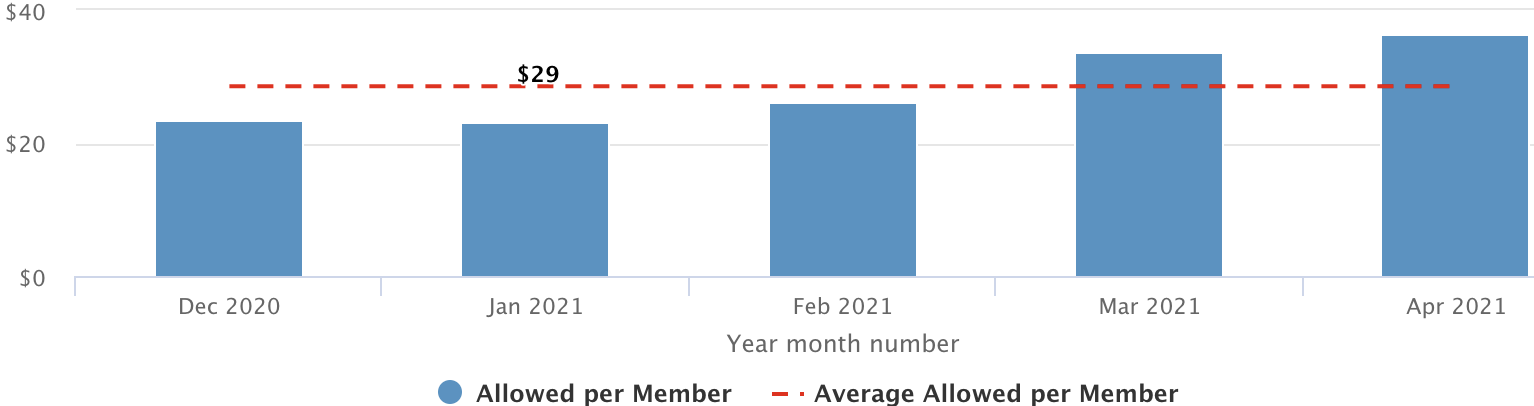 $40
$29
$20
$0
Dec 2020 Jan 2021 Feb 2021 Mar 2021 Apr 2021
Year month number
Allowed per Member Average Allowed per Member